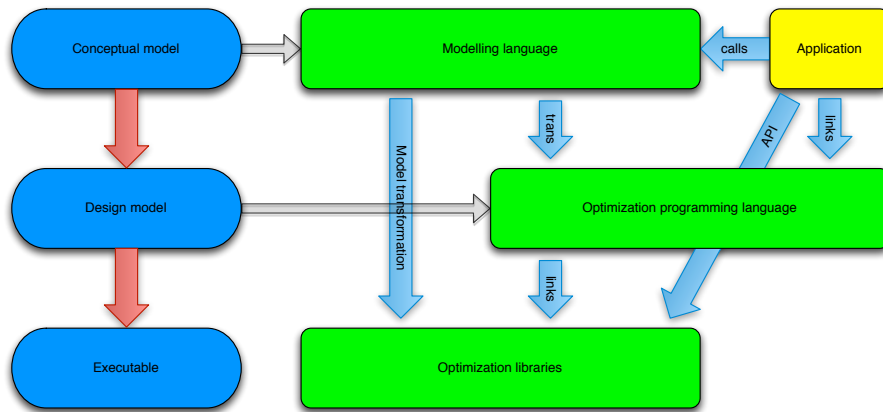 Conceptual model
Modelling language
calls
Application
Model transformation
trans
API
links
Design model
Optimization programming language
links
Executable
Optimization libraries